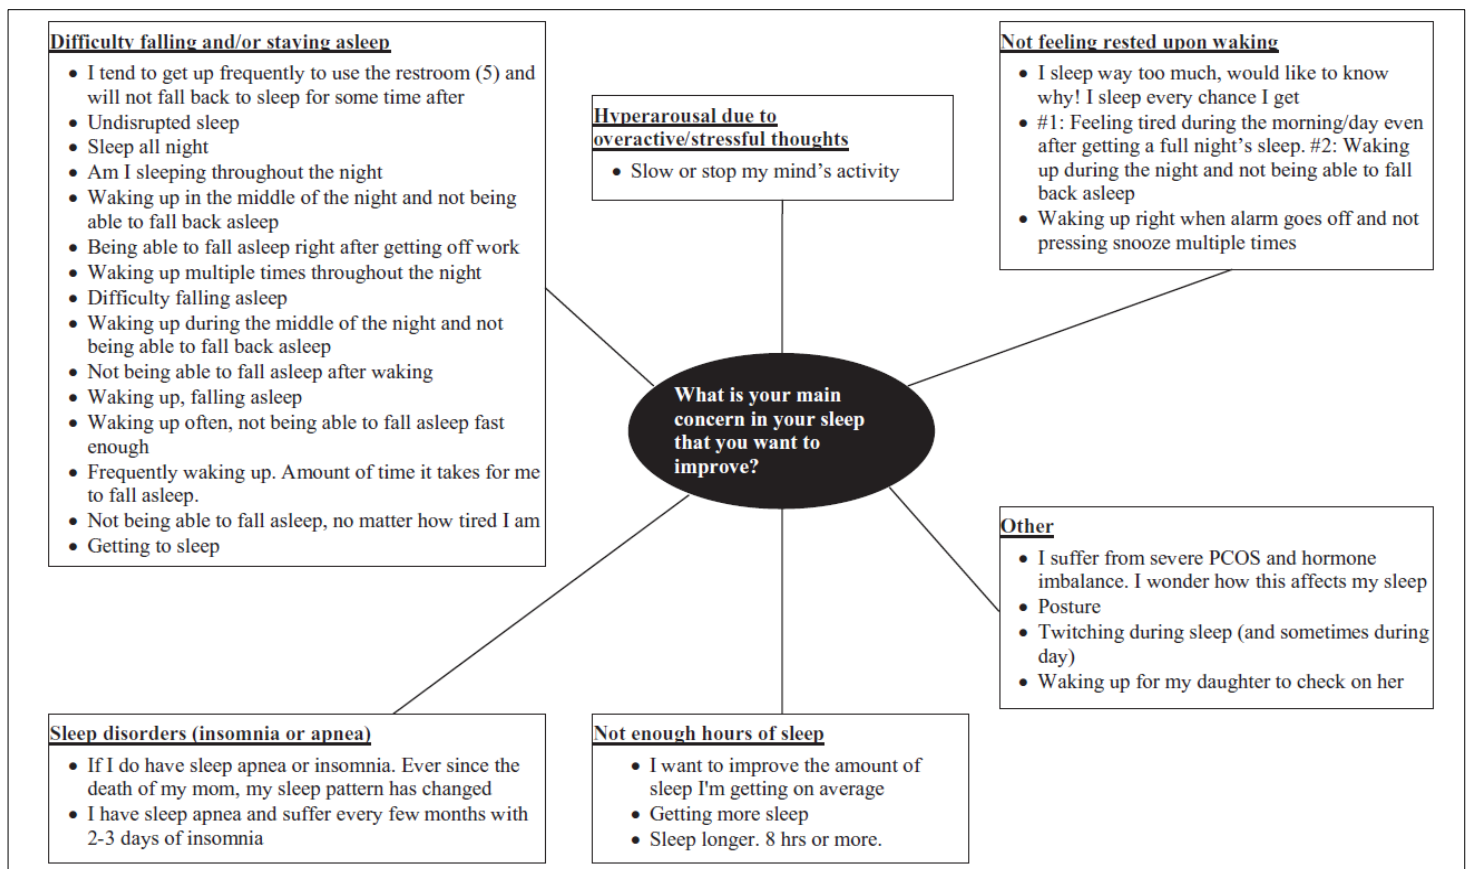 Difficulty falling and/or staying asleep
• I tend to get up frequently to use the restroom (5) and
will not fall back to sleep for some time after
• Undisrupted sleep
• Sleep all night
• Am I sleeping throughout the night
• Waking up in the middle of the night and not being
able to fall back asleep
• Being able to fall asleep right after getting off work
• Waking up multiple times throughout the night
• Difficulty falling asleep
• Waking up during the middle of the night and not
being able to fall back asleep
• Not being able to fall asleep after waking
• Waking up, falling asleep
• Waking up often, not being able to fall asleep fast
enough
• Frequently waking up. Amount of time it takes for me
to fall asleep.
• Not being able to fall asleep, no matter how tired I am
• Getting to sleep
Hyperarousal due to
overactive/stressful thoughts
• Slow or stop my mind's activity
Not feeling rested upon waking
• I sleep way too much, would like to know
why! I sleep every chance I get
• #1: Feeling tired during the morning/day even
after getting a full night's sleep. #2: Waking
up during the night and not being able to fall
back asleep
• Waking up right when alarm goes off and not
pressing snooze multiple times
What is your main
concern in your sleep
that you want to
improve?
Other
• I suffer from severe PCOS and hormone
imbalance. I wonder how this affects my sleep
• Posture
• Twitching during sleep (and sometimes during
day)
• Waking up for my daughter to check on her
Sleep disorders (insomnia or apnea)
• If I do have sleep apnea or insomnia. Ever since the
death of my mom, my sleep pattern has changed
• I have sleep apnea and suffer every few months with
2-3 days of insomnia
Not enough hours of sleep
• I want to improve the amount of
sleep I'm getting on average
• Getting more sleep
• Sleep longer. 8 hrs or more.